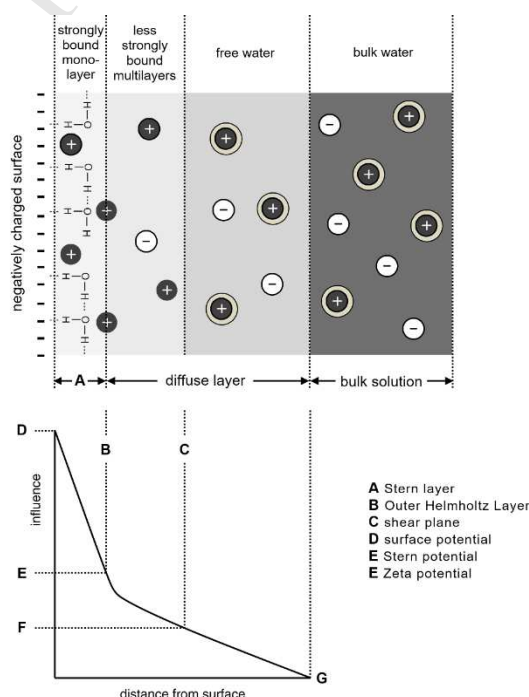 strongly
bound
mono-
layer
less
strongly
bound
multilayers
free water
bulk water
negatively charged surface
H
O
H
H
O
H
H
O
H
H
O
H
H
O
H
A
diffuse layer
bulk solution
D
B
C
influence
E
F
G
distance from surface
A Stern layer
B Outer Helmholtz Layer
C shear plane
D surface potential
E Stern potential
E Zeta potential